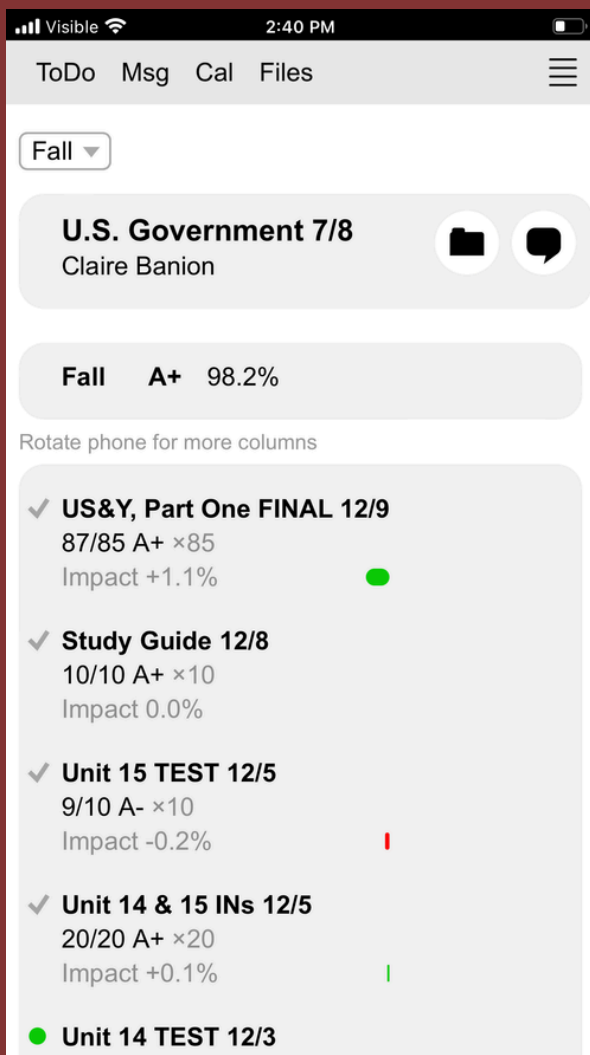 Visible
2:40 PM
ToDo Msg Cal Files
Fall
U.S. Government 7/8
Claire Banion
Fall A+ 98.2%
Rotate phone for more columns
US&Y, Part One FINAL 12/9
87/85 A+ ×85
Impact +1.1%
Study Guide 12/8
10/10 A+ ×10
Impact 0.0%
Unit 15 TEST 12/5
9/10 A- ×10
Impact -0.2%
Unit 14 & 15 INs 12/5
20/20 A+ ×20
Impact +0.1%
Unit 14 TEST 12/3